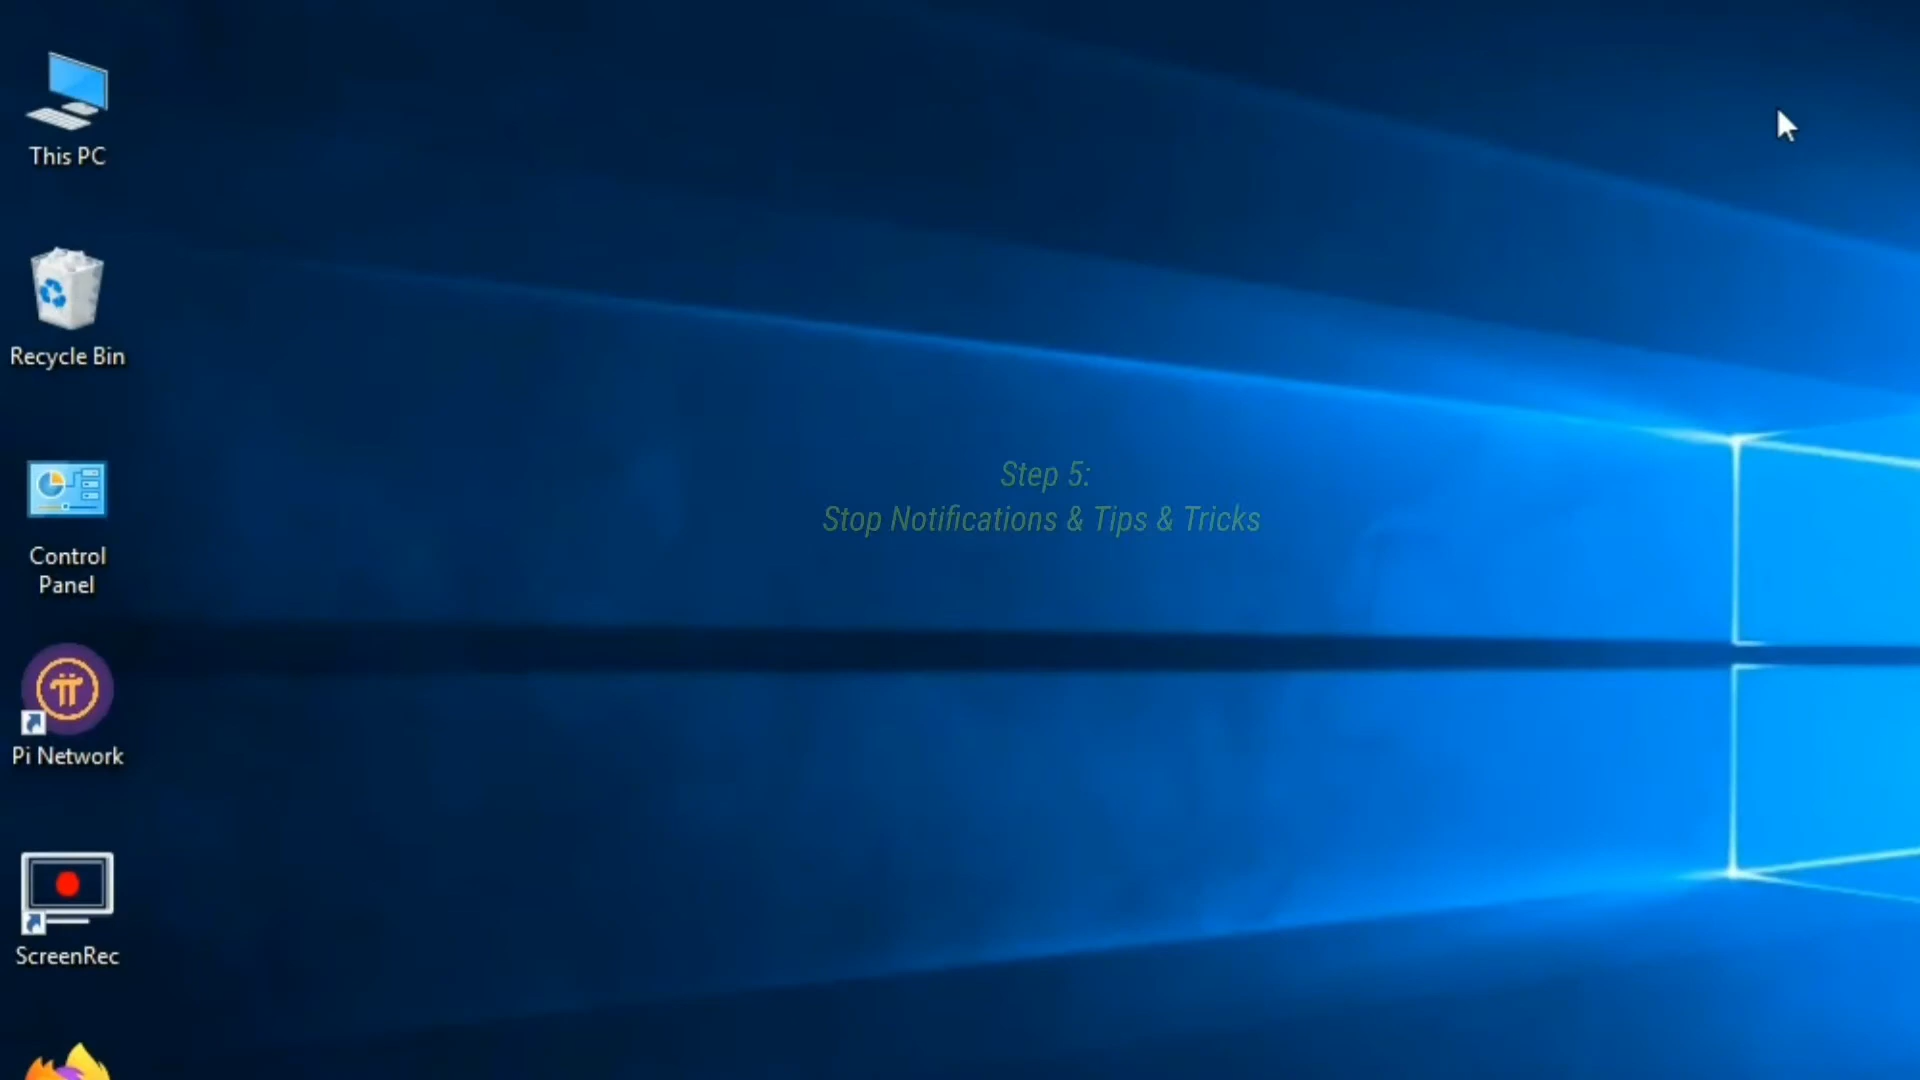 This PC
Recycle Bin
Control
Panel
Pi Network
ScreenRec
Step 5:
Stop Notifications & Tips & Tricks